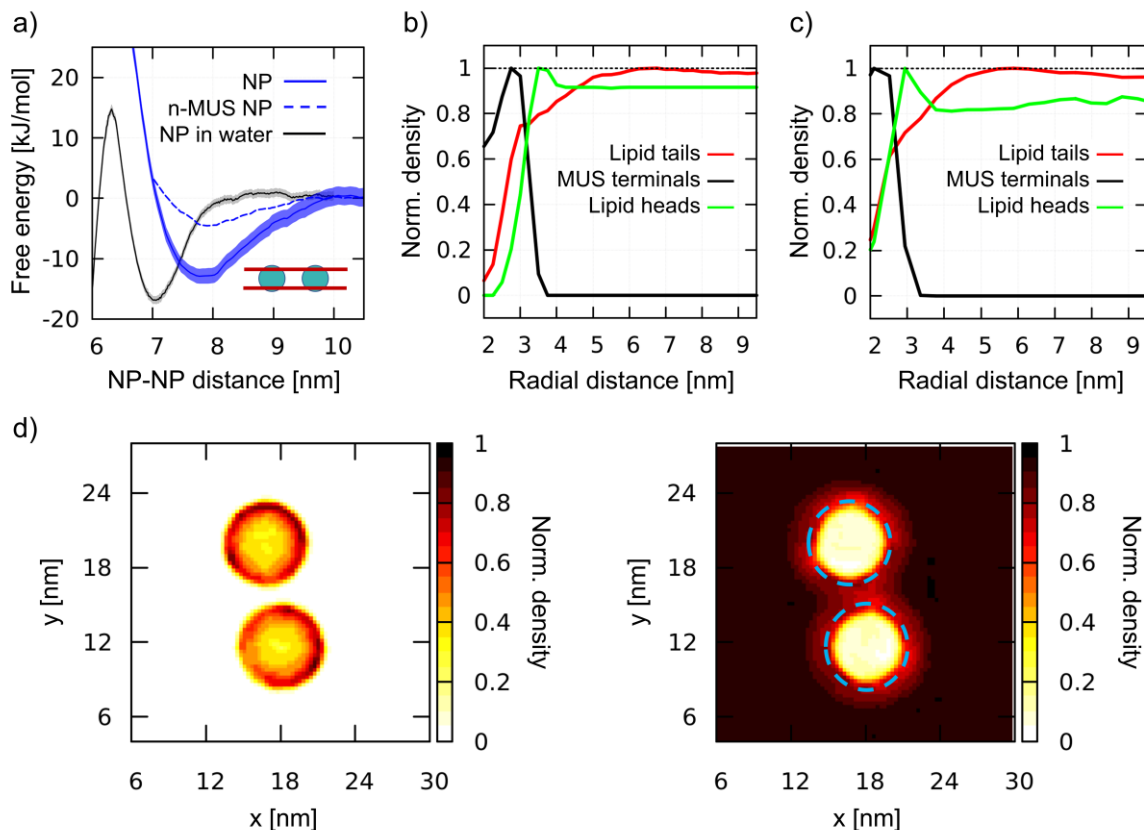 a)
20
10
0
-10
-20
Free energy [kJ/mol]
NP
n-MUS NP
NP in water
6 7 8 9 10
NP-NP distance [nm]
b)
1
0.8
0.6
0.4
0.2
0
Norm. density
Lipid tails
MUS terminals
Lipid heads
2 3 4 5 6 7 8 9
Radial distance [nm]
c)
1
0.8
0.6
0.4
0.2
0
Norm. density
Lipid tails
MUS terminals
Lipid heads
2 3 4 5 6 7 8 9
Radial distance [nm]
d)
24
18
12
6
y [nm]
6 12 18 24 30
x [nm]
1
0.8
0.6
0.4
0.2
0
Norm. density
24
18
12
6
y [nm]
6 12 18 24 30
x [nm]
1
0.8
0.6
0.4
0.2
0
Norm. density